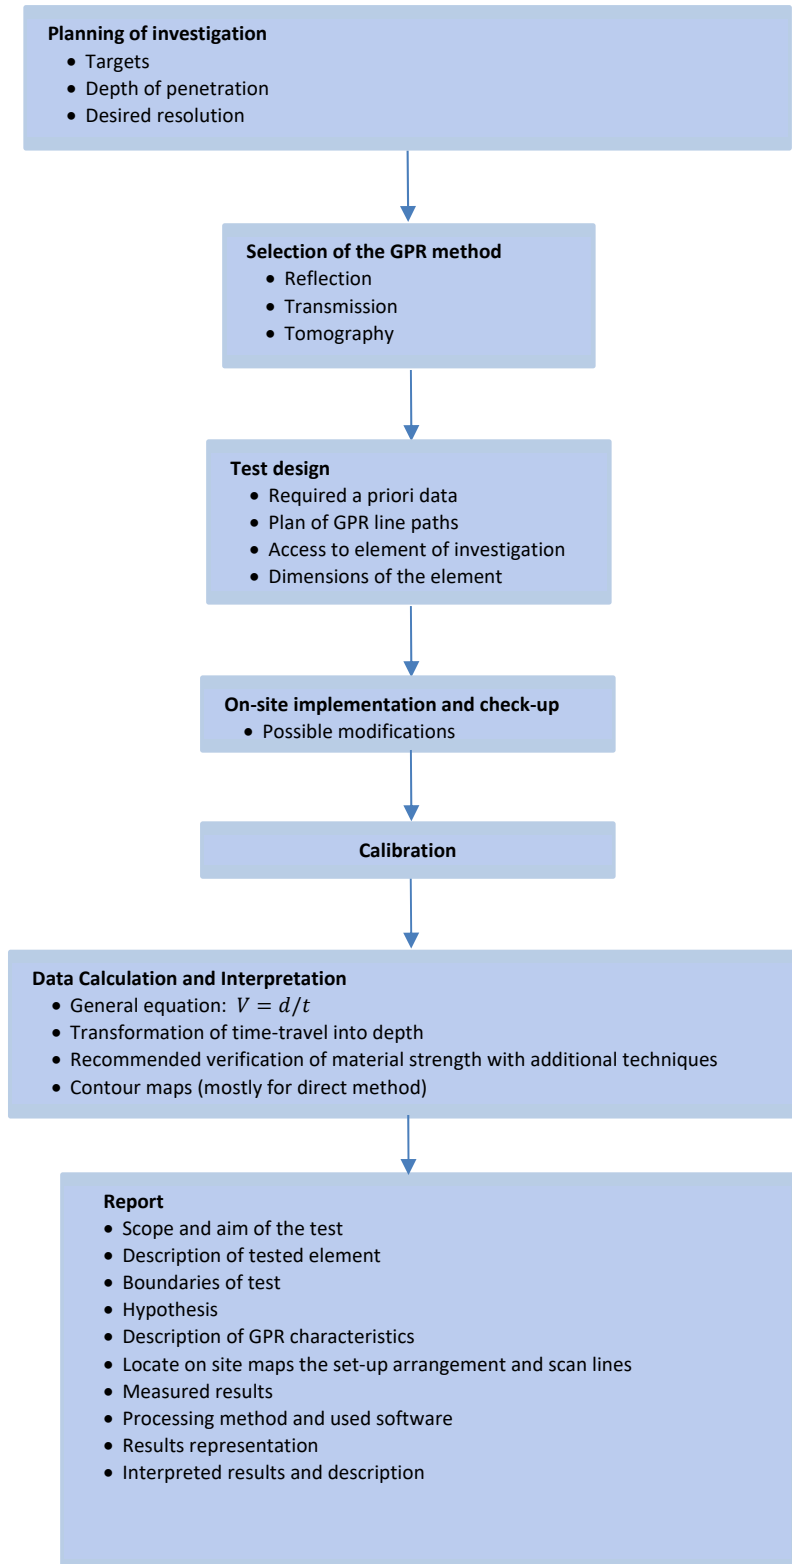 Planning of investigation
• Targets
• Depth of penetration
• Desired resolution
Selection of the GPR method
• Reflection
• Transmission
• Tomography
Test design
• Required a priori data
• Plan of GPR line paths
• Access to element of investigation
• Dimensions of the element
On-site implementation and check-up
• Possible modifications
Calibration
Data Calculation and Interpretation
• General equation: V = d/t
• Transformation of time-travel into depth
• Recommended verification of material strength with additional techniques
• Contour maps (mostly for direct method)
Report
• Scope and aim of the test
• Description of tested element
• Boundaries of test
• Hypothesis
• Description of GPR characteristics
• Locate on site maps the set-up arrangement and scan lines
• Measured results
• Processing method and used software
• Results representation
• Interpreted results and description